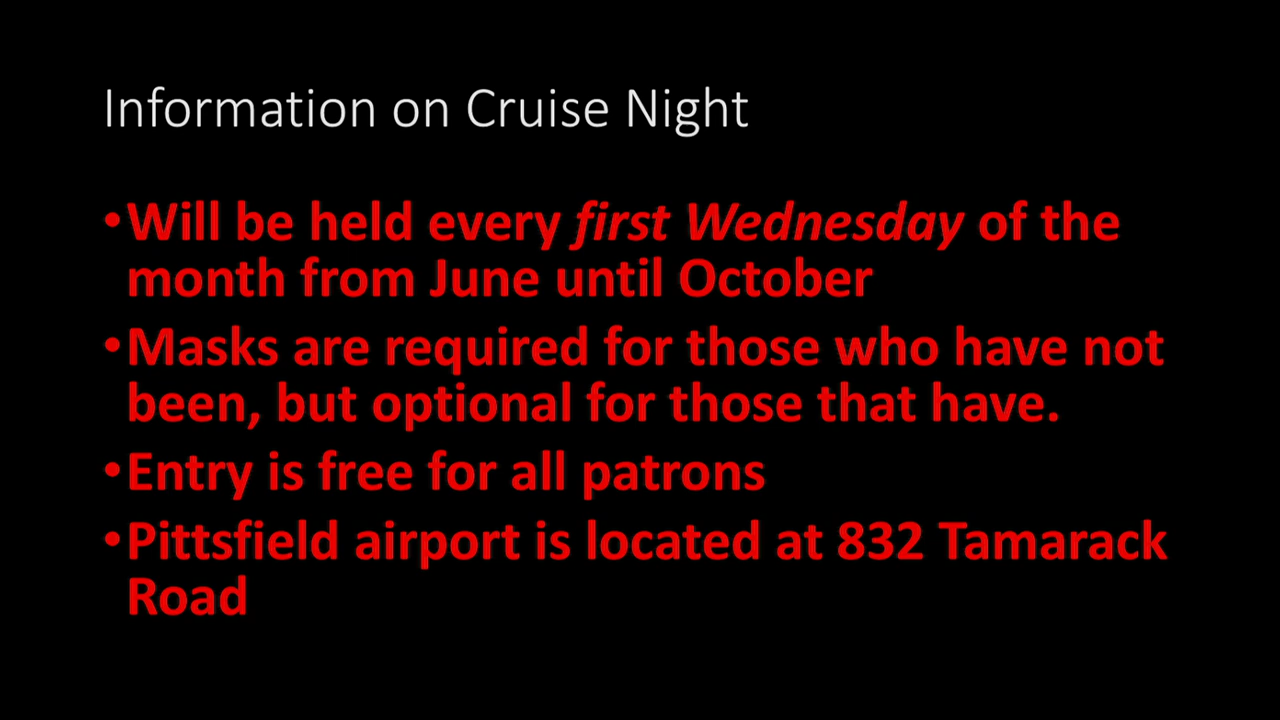 Information on Cruise Night
•Will be held every first Wednesday of the
month from June until October
•Masks are required for those who have not
been, but optional for those that have.
•Entry is free for all patrons
•Pittsfield airport is located at 832 Tamarack
Road